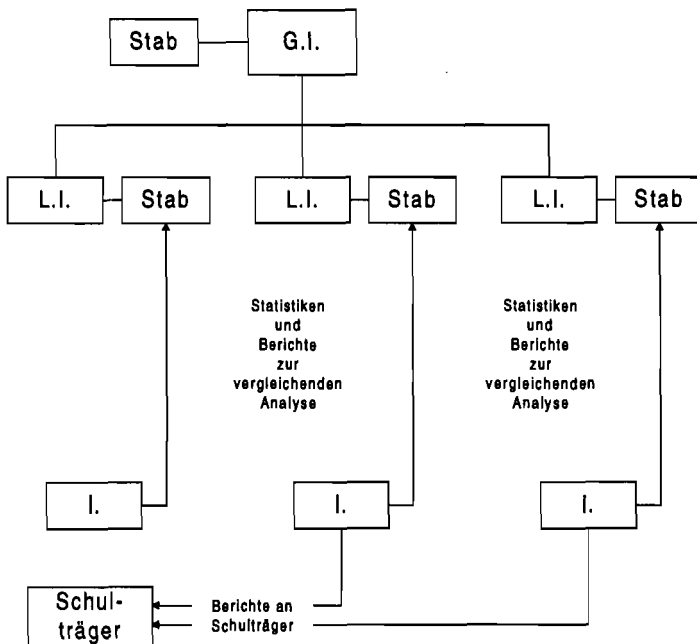 Stab
G.I.
L.I.
Stab
L.I.
Stab
L.I.
Stab
Statistiken
und
Berichte
zur
vergleichenden
Analyse
Statistiken
und
Berichte
zur
vergleichenden
Analyse
I.
I.
i.
Schul-
träger
Berichte an
Schulträger